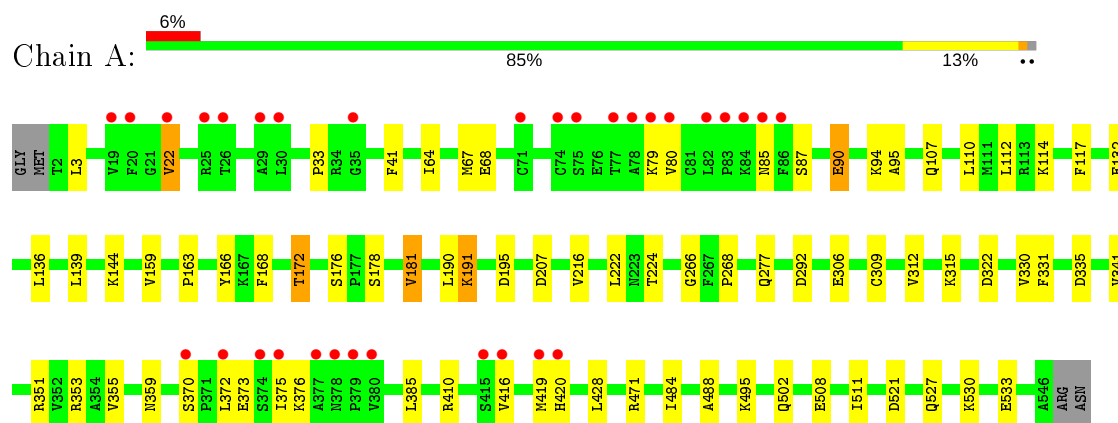 6%
Chain A:
85% 13% ••
GLY MET T2 L3 V19 F20 G21 V22 R25 T26 A29 L30 P33 R34 G35 F41 I64 M67 E68 C71 C74 S75 E76 T77 A78 K79 V80 C81 L82 P83 K84 N85 F86 S87 E90 K94 A95 Q107 L110 M111 L112 R113 K114 F117
L136 L139 K144 V159 P163 Y166 K167 F168 T172 S176 P177 S178 V181 L190 K191 D195 D207 V216 L222 N223 T224 G266 F267 P268 Q277 D292 E306 C309 V312 K315 D322 V330 F331 D335
R351 V352 R353 A354 V355 N359 S370 P371 L372 E373 S374 I375 K376 A377 N378 P379 V380 L385 R410 S415 V416 M419 H420 L428 R471 I484 A488 K495 Q502 E508 I511 D521 Q527 K530 E533 A546 ARG ASN